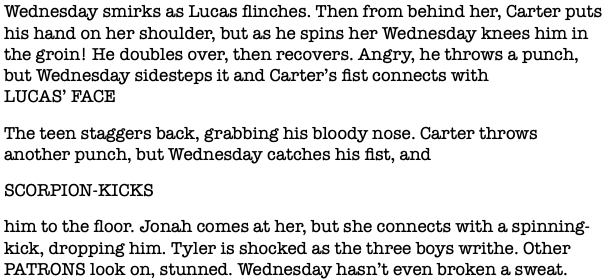 Wednesday smirks as Lucas flinches. Then from behind her, Carter puts
his hand on her shoulder, but as he spins her Wednesday knees him in
the groin! He doubles over, then recovers. Angry, he throws a punch,
but Wednesday sidesteps it and Carter's fist connects with
LUCAS' FACE
The teen staggers back, grabbing his bloody nose. Carter throws
another punch, but Wednesday catches his fist, and
SCORPION-KICKS
him to the floor. Jonah comes at her, but she connects with a spinning-
kick, dropping him. Tyler is shocked as the three boys writhe. Other
PATRONS look on, stunned. Wednesday hasn't even broken a sweat.